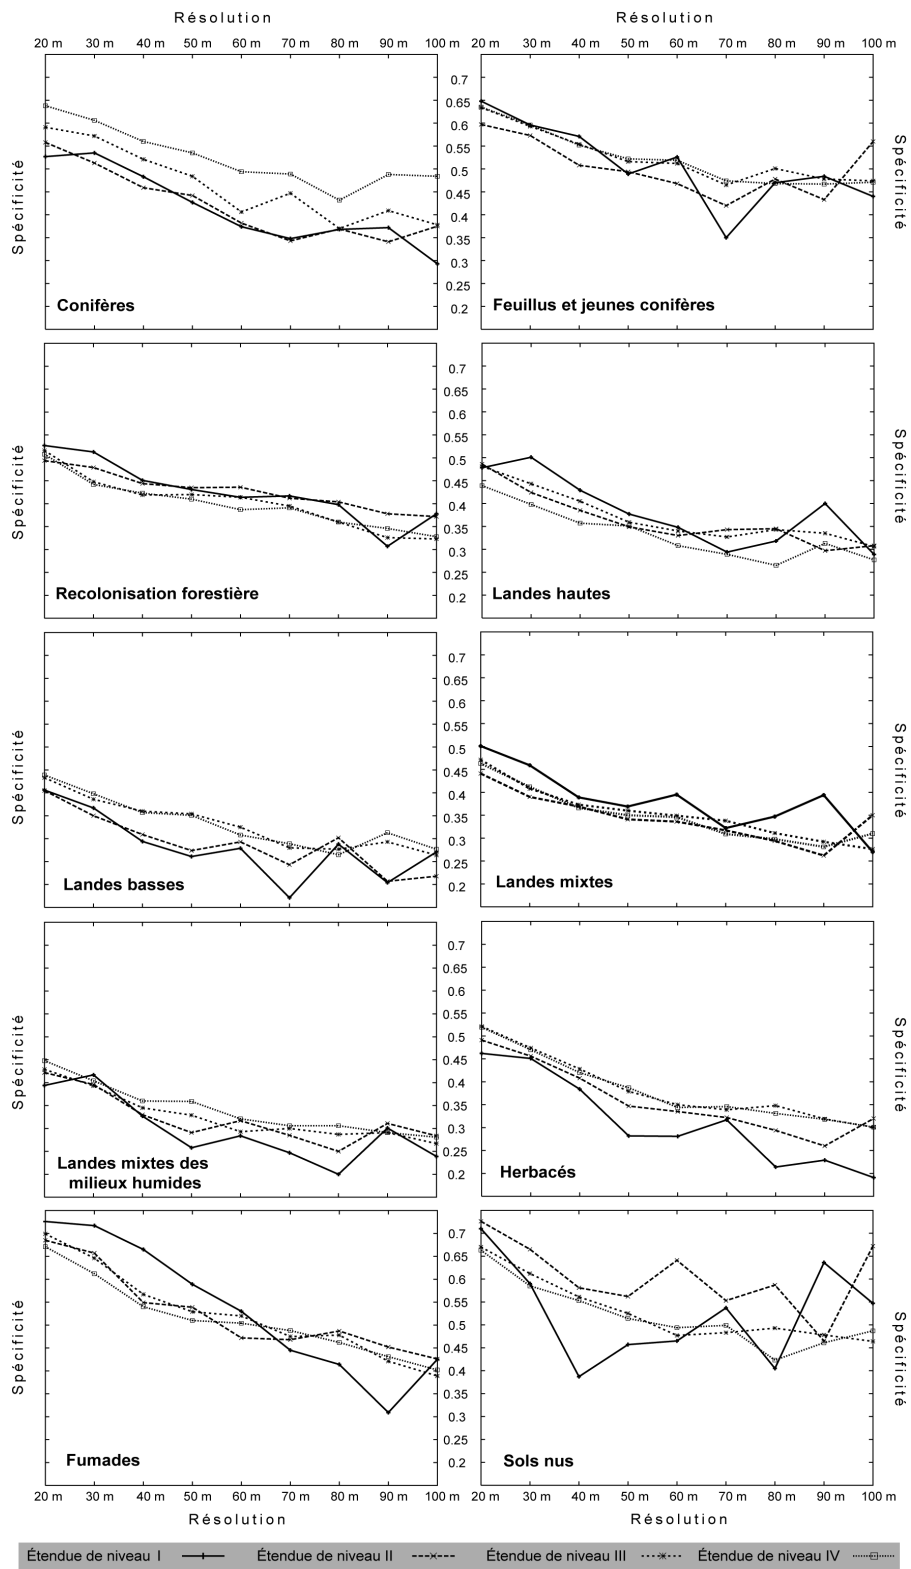 Résolution
20 m 30 m 40 m 50 m 60 m 70 m 80 m 90 m 100 m
20 m 30 m 40 m 50 m 60 m 70 m 80 m 90 m 100 m
Spécificité
0.7
0.65
0.6
0.55
0.5
0.45
0.4
0.35
0.3
0.25
0.2
Spécificité
Conifères
Feuillus et jeunes conifères
Spécificité
0.7
0.65
0.6
0.55
0.5
0.45
0.4
0.35
0.3
0.25
0.2
Spécificité
Recolonisation forestière
Landes hautes
Spécificité
0.7
0.65
0.6
0.55
0.5
0.45
0.4
0.35
0.3
0.25
0.2
Spécificité
Landes basses
Landes mixtes
Spécificité
0.7
0.65
0.6
0.55
0.5
0.45
0.4
0.35
0.3
0.25
0.2
Spécificité
Landes mixtes des
milieux humides
Herbacés
Spécificité
0.7
0.65
0.6
0.55
0.5
0.45
0.4
0.35
0.3
0.25
0.2
Spécificité
Fumades
Sols nus
20 m 30 m 40 m 50 m 60 m 70 m 80 m 90 m 100 m
20 m 30 m 40 m 50 m 60 m 70 m 80 m 90 m 100 m
Résolution
Résolution
Étendue de niveau I Étendue de niveau II Étendue de niveau III Étendue de niveau IV